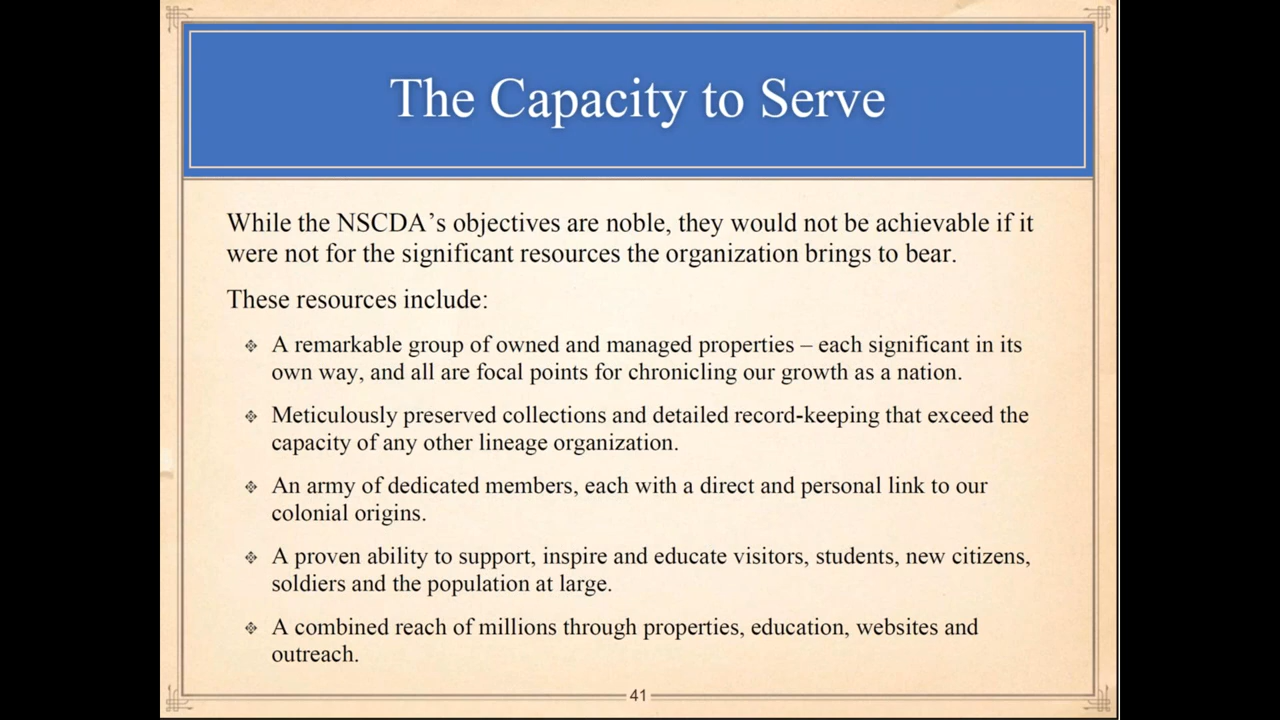 The Capacity to Serve
While the NSCDA’s objectives are noble, they would not be achievable if it
were not for the significant resources the organization brings to bear.
These resources include:
❖ A remarkable group of owned and managed properties – each significant in its
own way, and all are focal points for chronicling our growth as a nation.
❖ Meticulously preserved collections and detailed record-keeping that exceed the
capacity of any other lineage organization.
❖ An army of dedicated members, each with a direct and personal link to our
colonial origins.
❖ A proven ability to support, inspire and educate visitors, students, new citizens,
soldiers and the population at large.
❖ A combined reach of millions through properties, education, websites and
outreach.
41